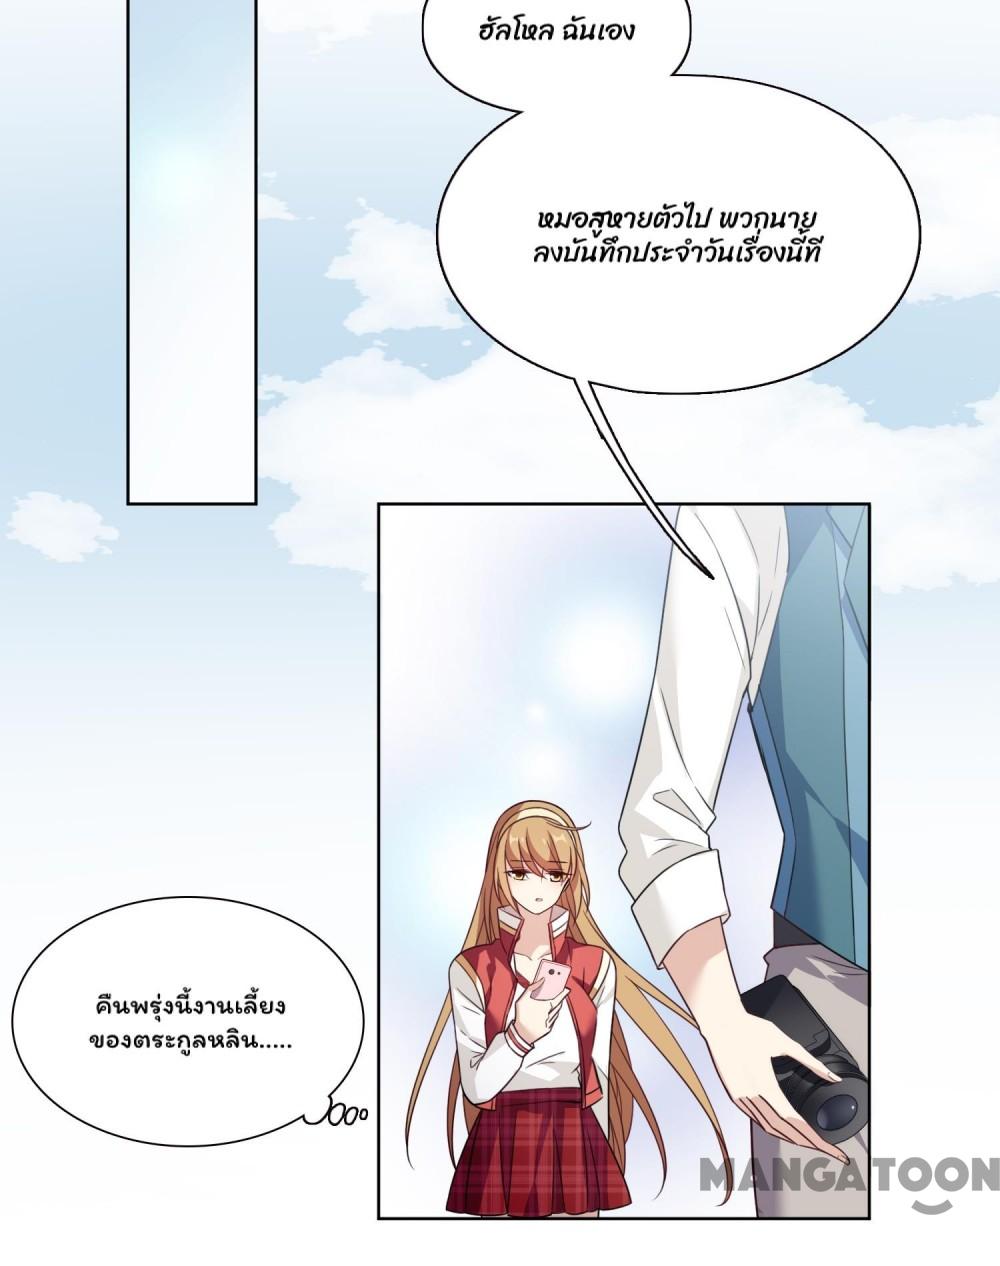 ฮัลโหล ฉันเอง
หมอสูหายตัวไป พวกนาย
ลงบันทึกประจำวันเรื่องนี้ที
คืนพรุ่งนี้งานเลี้ยง
ของตระกูลหลิน.....
MANGATOON